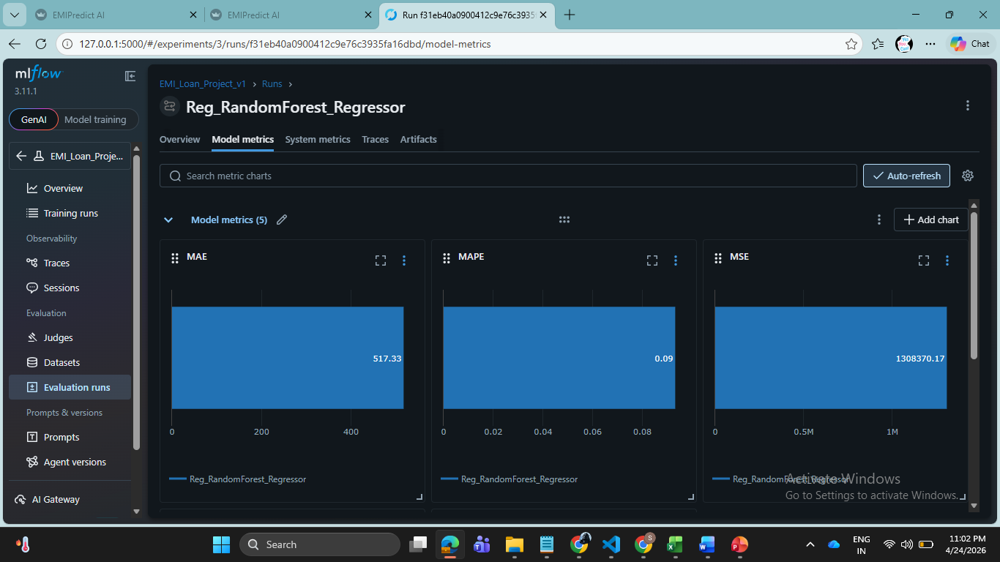 EMIPredict AI
EMIPredict AI
Run f31eb40a0900412c9e76c3935
127.0.0.1:5000/#/experiments/3/runs/f31eb40a0900412c9e76c3935fa16dbd/model-metrics
Chat
mlflow
3.11.1
GenAI
Model training
EMI_Loan_Proje...
Overview
Training runs
Observability
Traces
Sessions
Evaluation
Judges
Datasets
Evaluation runs
Prompts & versions
Prompts
Agent versions
AI Gateway
EMI_Loan_Project_v1 > Runs >
Reg_RandomForest_Regressor
Overview Model metrics System metrics Traces Artifacts
Search metric charts
Auto-refresh
Model metrics (5)
Add chart
MAE
517.33
0 200 400
Reg_RandomForest_Regressor
MAPE
0.09
0 0.02 0.04 0.06 0.08
Reg_RandomForest_Regressor
MSE
1308370.17
0 0.5M 1M
Reg_RandomForest_Regressor
Activate Windows
Go to Settings to activate Windows.
Search
ENG
IN
11:02 PM
4/24/2026